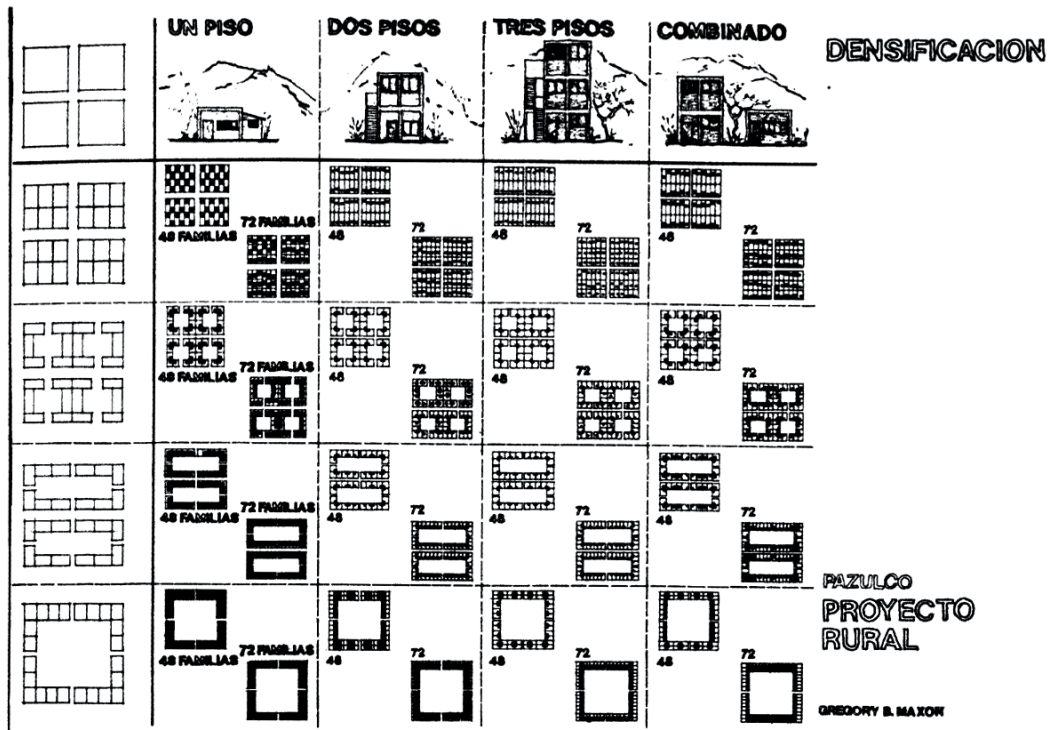 UN PISO
DOS PISOS
TRES PISOS
COMBINADO
DENSIFICACION
48 FAMILIAS
72 FAMILIAS
48
72
48
72
48
72
48 FAMILIAS
72 FAMILIAS
48
72
48
72
48
72
48 FAMILIAS
72 FAMILIAS
48
72
48
72
48
72
48 FAMILIAS
72 FAMILIAS
48
72
48
72
48
72
PAZULCO
PROYECTO
RURAL
GREGORY B. MAXON